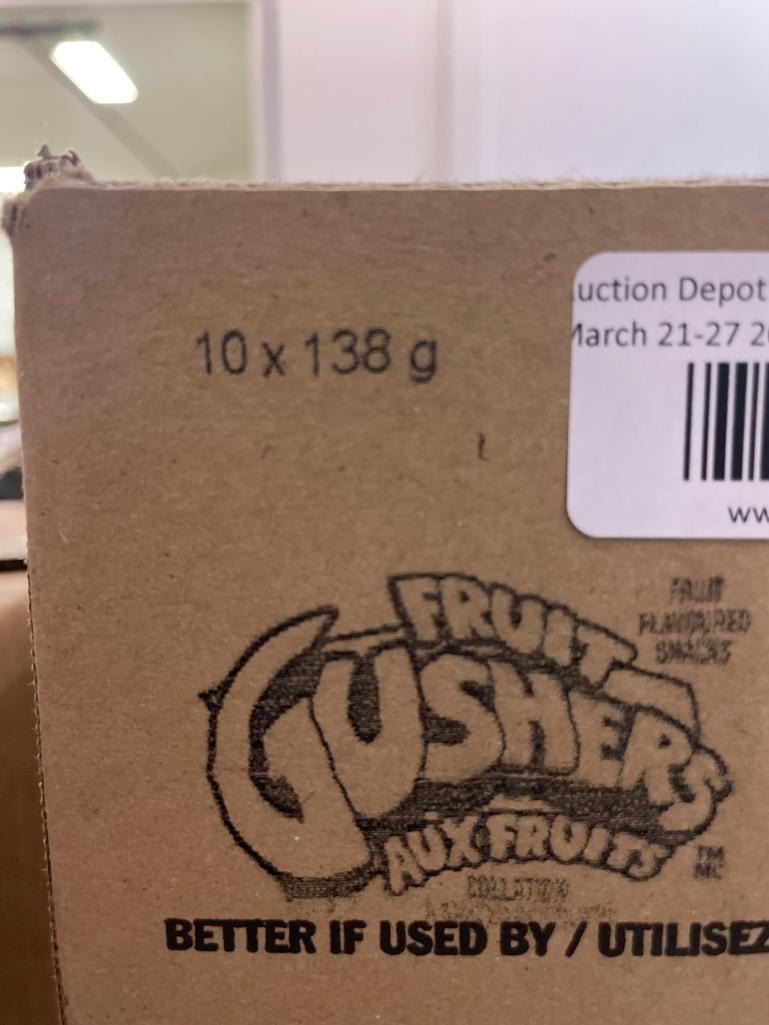 uction Depot
March 21-27 2
10 x 138 g
ww
FRUIT
FLAVOURED
SNACKS
FRUIT
GUSHERS
AUX FRUITS
TM
MC
COLLATION
BETTER IF USED BY / UTILISEZ